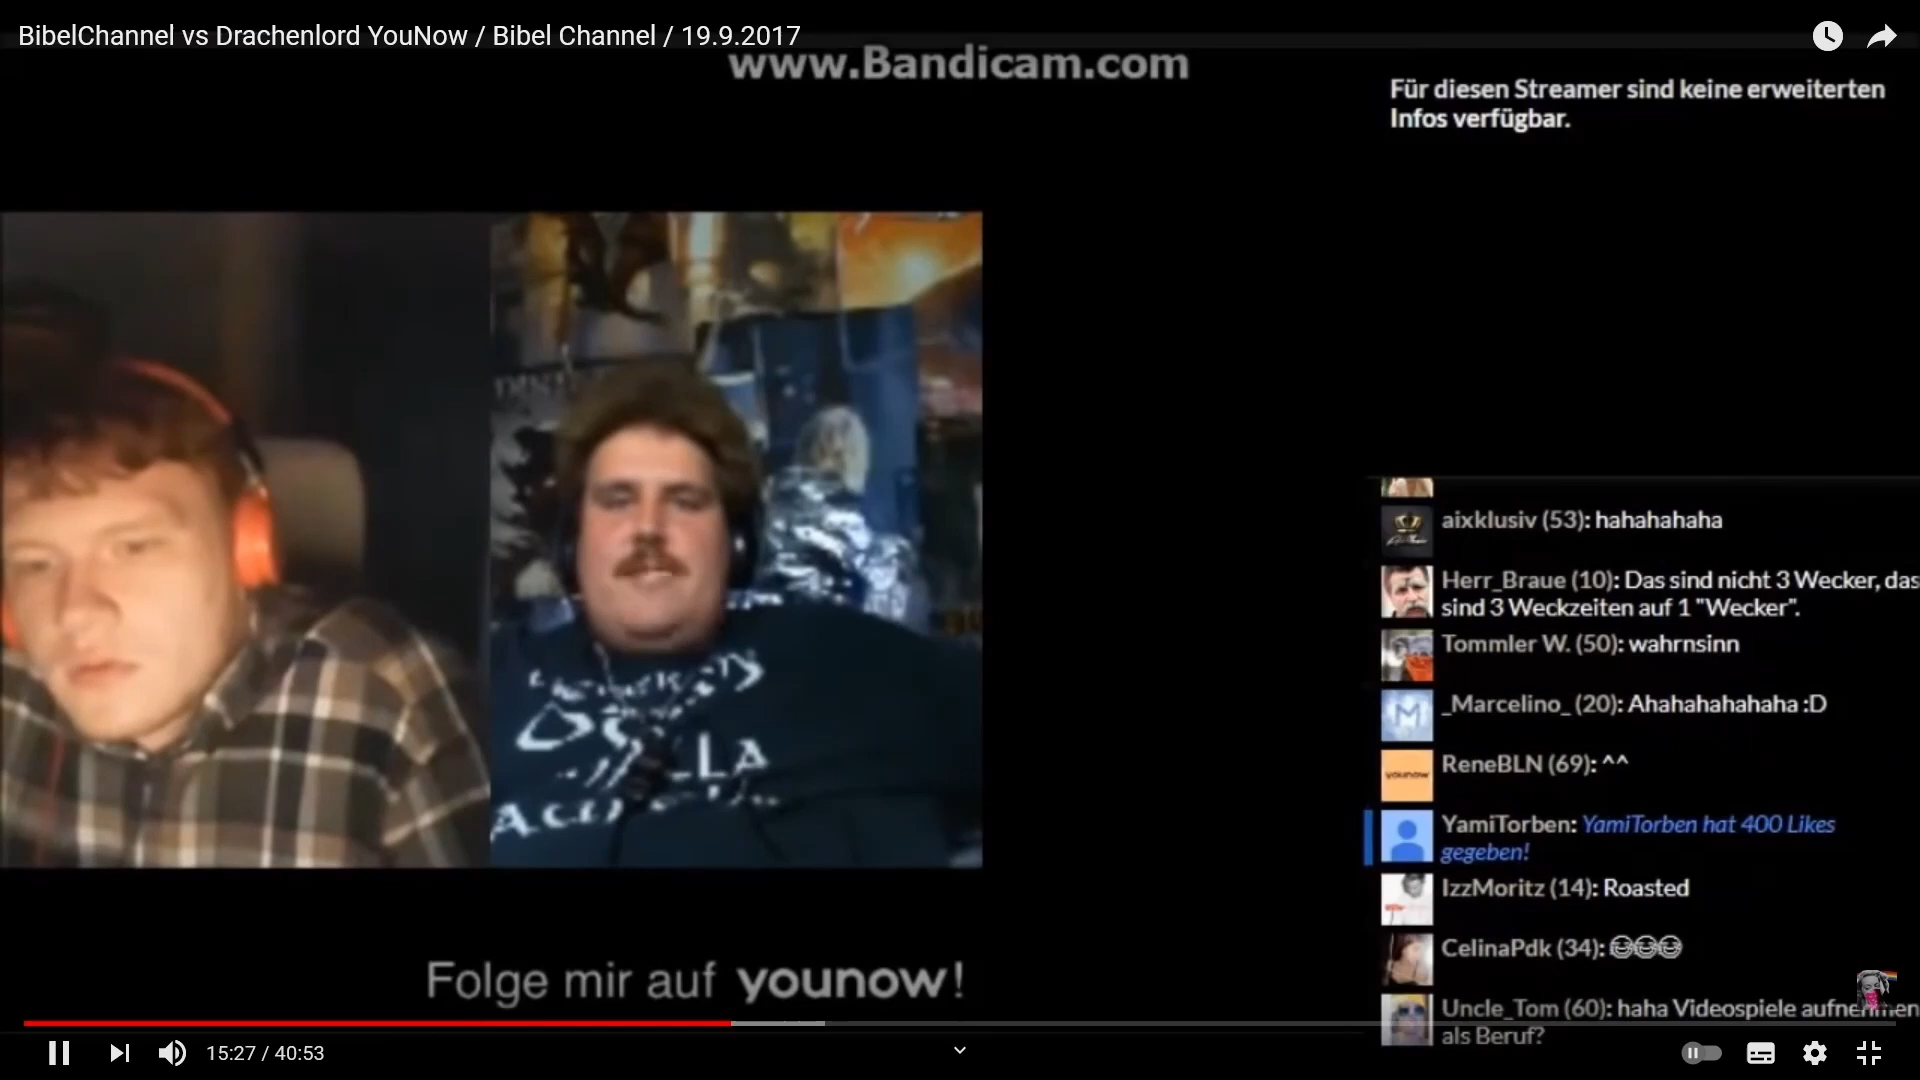 BibelChannel vs Drachenlord YouNow / Bibel Channel / 19.9.2017
www.Bandicam.com
Für diesen Streamer sind keine erweiterten
Infos verfügbar.
aixklusiv (53): hahahahaha
Herr_Braue (10): Das sind nicht 3 Wecker, das
sind 3 Weckzeiten auf 1 "Wecker".
Tommler W. (50): wahrnsinn
_Marcelino_ (20): Ahahahahahaha :D
ReneBLN (69): ^^
younow
YamiTorben: YamiTorben hat 400 Likes
gegeben!
IzzMoritz (14): Roasted
CelinaPdk (34): 😂😂😂
Uncle_Tom (60): haha Videospiele aufnehmen
als Beruf?
Folge mir auf younow!
15:27 / 40:53